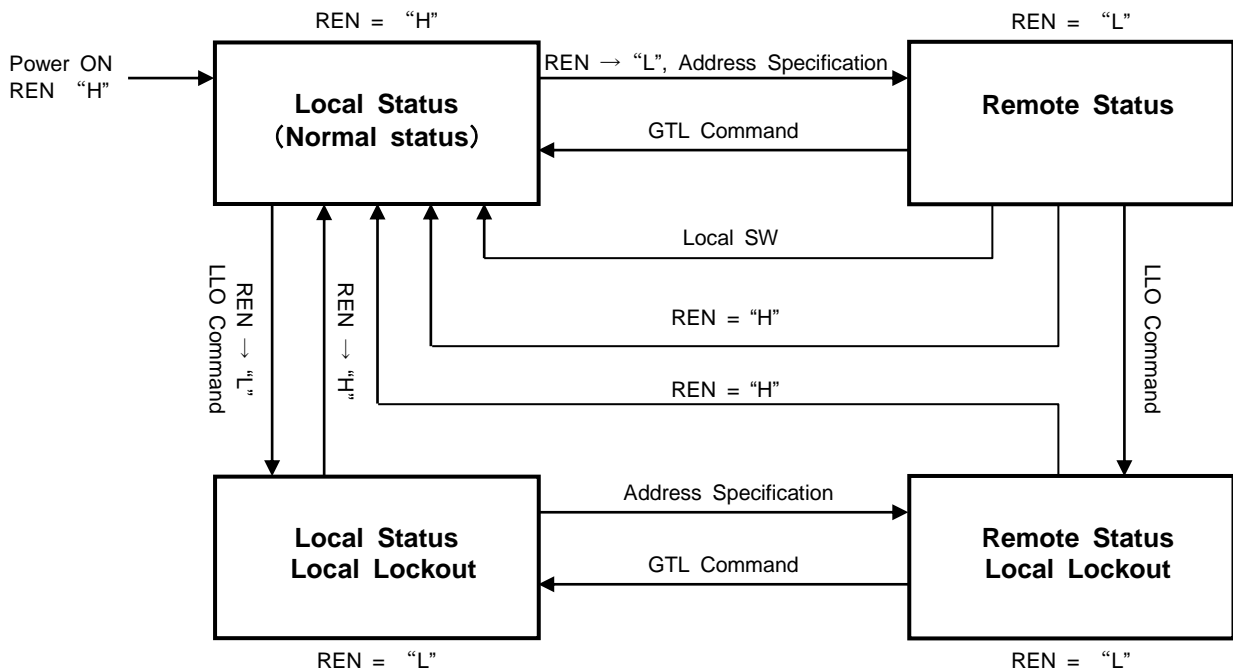 REN = “H”
REN = “L”
Power ON
REN “H”
Local Status
（Normal status）
REN → “L”, Address Specification
Remote Status
GTL Command
Local SW
REN → “L”
LLO Command
REN → “H”
REN = “H”
LLO Command
REN = “H”
Local Status
Local Lockout
Address Specification
GTL Command
Remote Status
Local Lockout
REN = “L”
REN = “L”